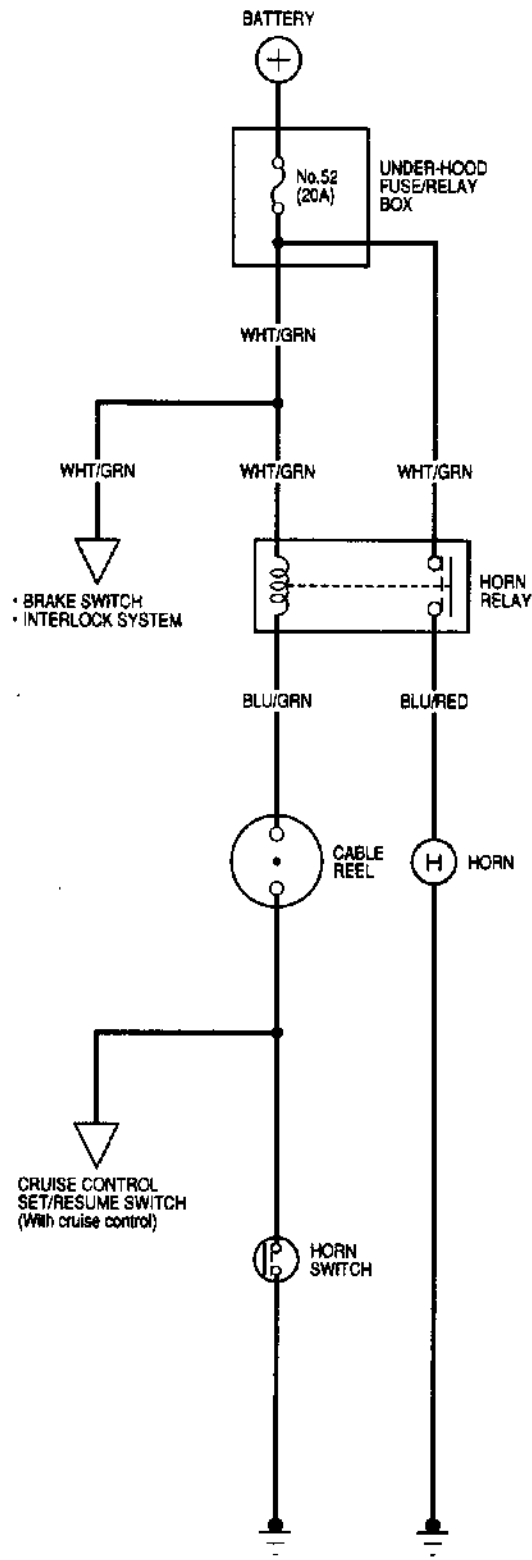 BATTERY
+
No.52
(20A)
UNDER-HOOD
FUSE/RELAY
BOX
WHT/GRN
WHT/GRN
WHT/GRN
WHT/GRN
• BRAKE SWITCH
• INTERLOCK SYSTEM
HORN
RELAY
BLU/GRN
BLU/RED
CABLE
REEL
H
HORN
CRUISE CONTROL
SET/RESUME SWITCH
(With cruise control)
HORN
SWITCH